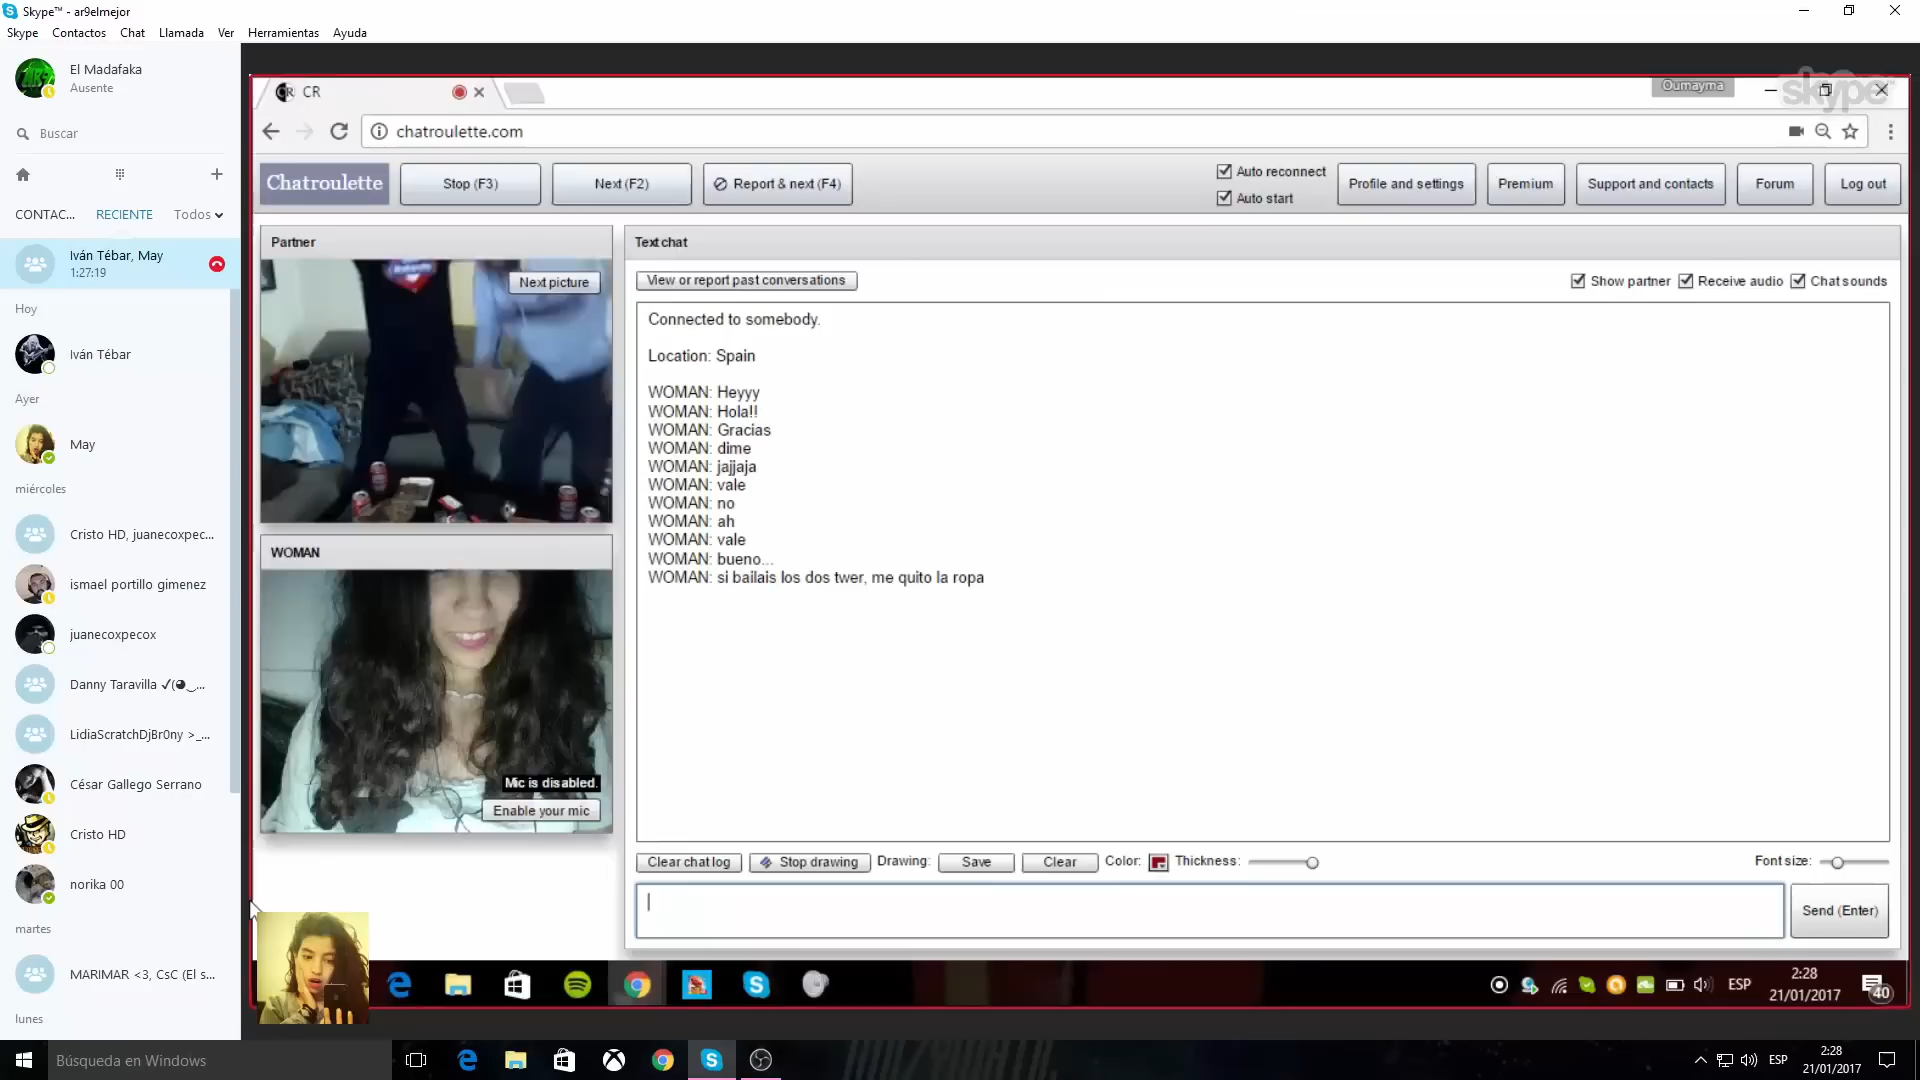 Skype™ - ar9elmejor
Skype Contactos Chat Llamada Ver Herramientas Ayuda
El Madafaka
Ausente
Buscar
CONTAC... RECIENTE Todos
Iván Tébar, May
1:27:19
Hoy
Iván Tébar
Ayer
May
miércoles
Cristo HD, juanecoxpec...
ismael portillo gimenez
juanecoxpecox
Danny Taravilla ✓(◕‿...
LidiaScratchDjBr0ny >_...
César Gallego Serrano
Cristo HD
norika 00
martes
MARIMAR <3, CsC (El s...
lunes
CR
Oumayma
skype™
chatroulette.com
Chatroulette
Stop (F3)
Next (F2)
Report & next (F4)
Auto reconnect
Auto start
Profile and settings
Premium
Support and contacts
Forum
Log out
Partner
Next picture
WOMAN
Mic is disabled.
Enable your mic
Text chat
View or report past conversations
Show partner Receive audio Chat sounds
Connected to somebody.
Location: Spain
WOMAN: Heyyy
WOMAN: Hola!!
WOMAN: Gracias
WOMAN: dime
WOMAN: jajjaja
WOMAN: vale
WOMAN: no
WOMAN: ah
WOMAN: vale
WOMAN: bueno...
WOMAN: si bailais los dos twer, me quito la ropa
Clear chat log Stop drawing Drawing: Save Clear Color: Thickness: Font size:
Send (Enter)
ESP
2:28
21/01/2017
40
Búsqueda en Windows
ESP
2:28
21/01/2017